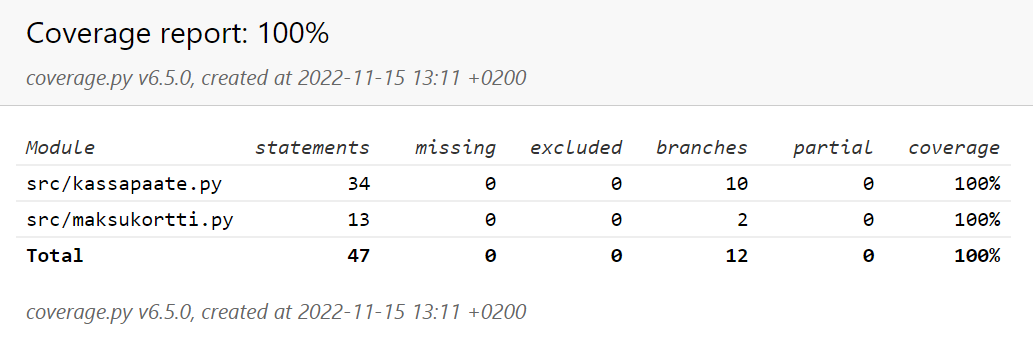 Coverage report: 100%
coverage.py v6.5.0, created at 2022-11-15 13:11 +0200
Module statements missing excluded branches partial coverage
src/kassapaate.py 34 0 0 10 0 100%
src/maksukortti.py 13 0 0 2 0 100%
Total 47 0 0 12 0 100%
coverage.py v6.5.0, created at 2022-11-15 13:11 +0200